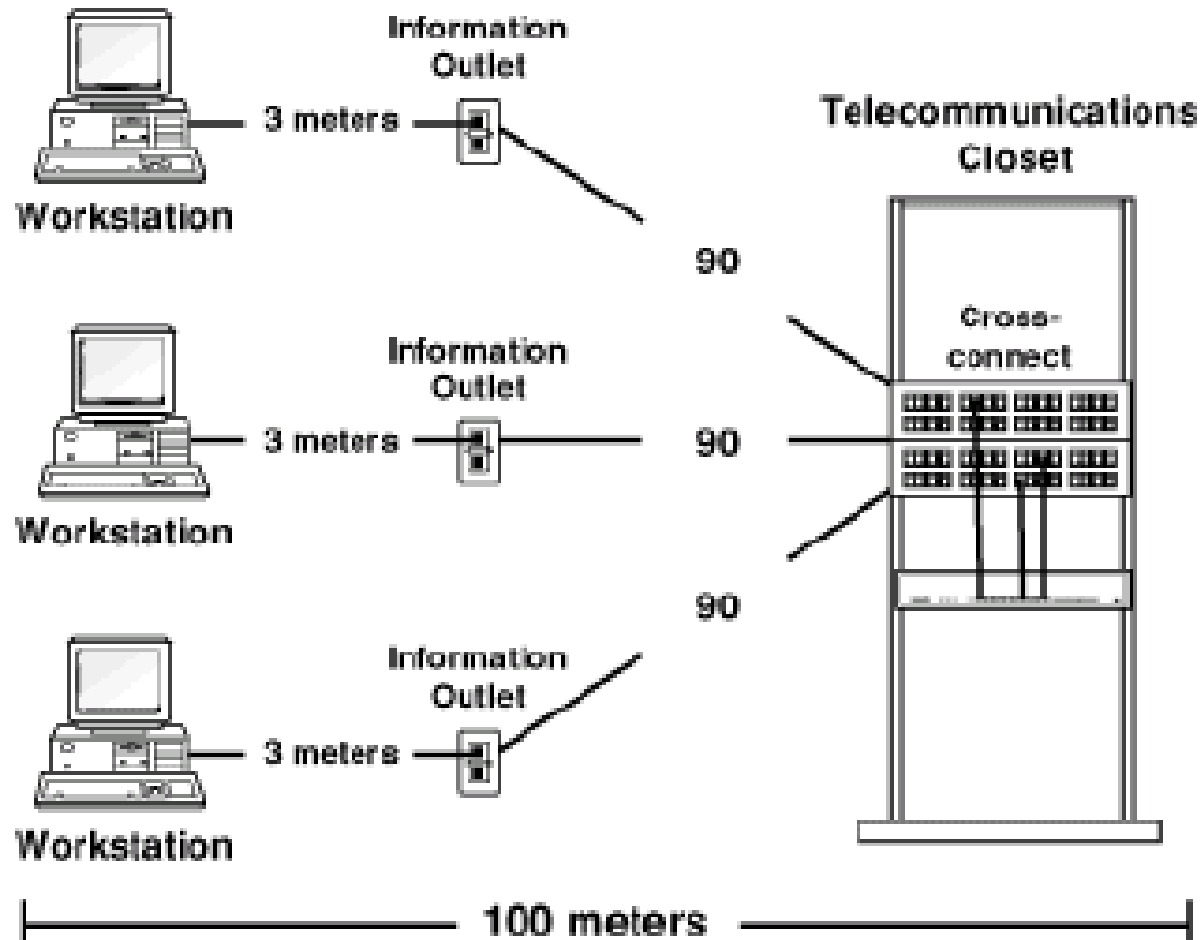 Information
Outlet
3 meters
Workstation
Telecommunications
Closet
90
Cross-
connect
Information
Outlet
3 meters
90
Workstation
90
Information
Outlet
3 meters
Workstation
100 meters